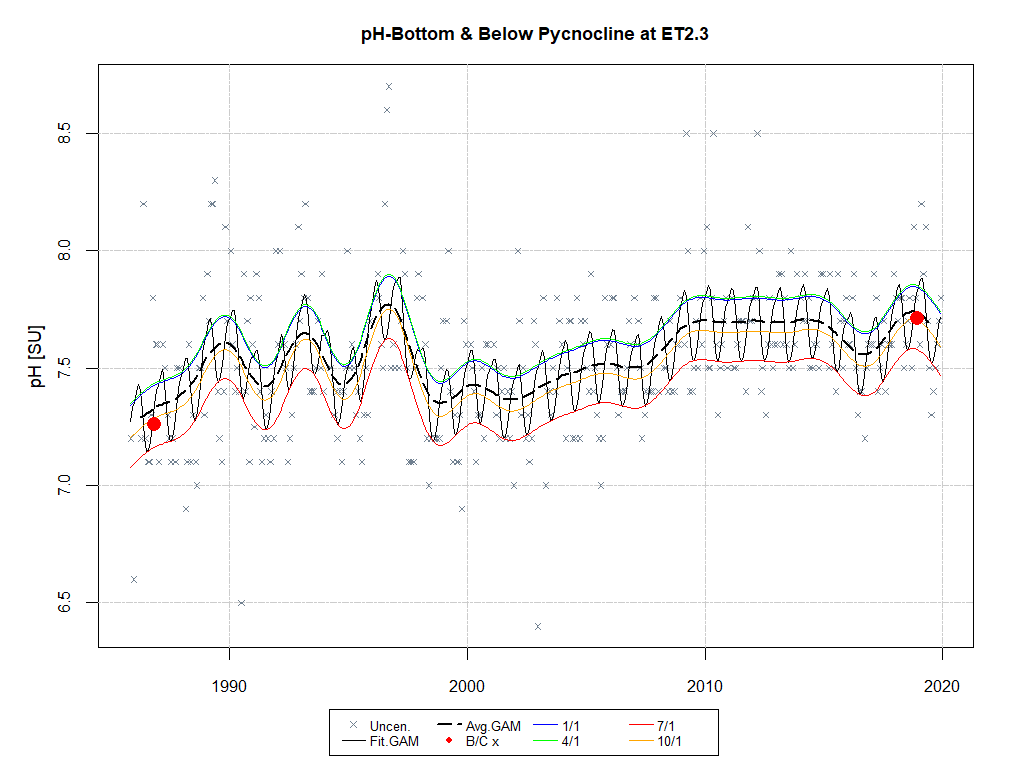 pH-Bottom & Below Pycnocline at ET2.3
pH [SU]
8.5
8.0
7.5
7.0
6.5
1990 2000 2010 2020
Uncen. Avg.GAM 1/1 7/1
Fit.GAM B/C x 4/1 10/1